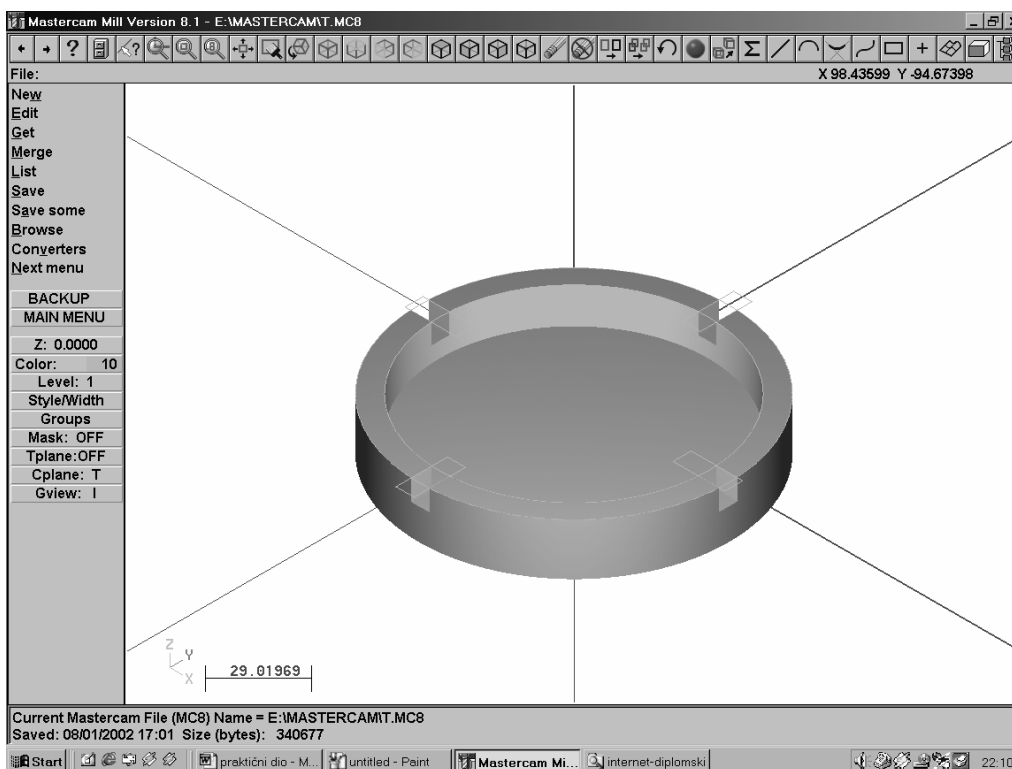 Mastercam Mill Version 8.1 - E:\MASTERCAM\T.MC8
File:
X 98.43599 Y -94.67398
New
Edit
Get
Merge
List
Save
Save some
Browse
Converters
Next menu
BACKUP
MAIN MENU
Z: 0.0000
Color: 10
Level: 1
Style/Width
Groups
Mask: OFF
Tplane:OFF
Cplane: T
Gview: I
Z
Y
X
29.01969
Current Mastercam File (MC8) Name = E:\MASTERCAM\T.MC8
Saved: 08/01/2002 17:01 Size (bytes): 340677
Start
praktični dio - M...
untitled - Paint
Mastercam Mi...
internet-diplomski
22:10